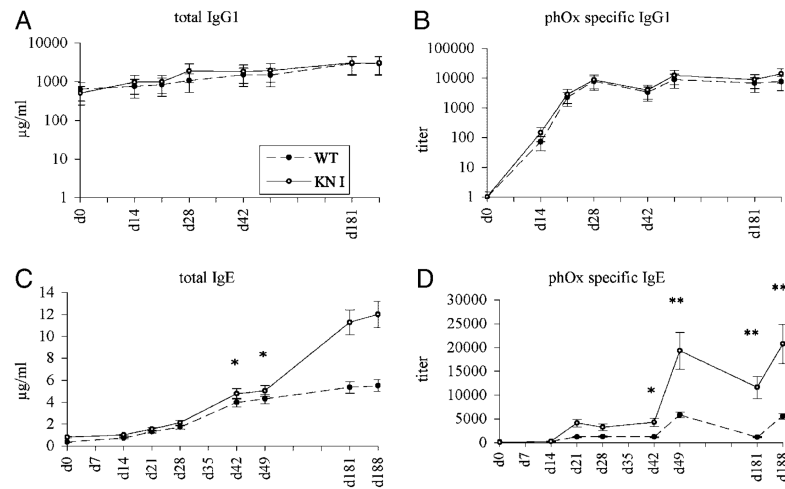 A
total IgG1
10000
1000
100
10
1
µg/ml
WT
KN I
d0
d14
d28
d42
d181
B
phOx specific IgG1
100000
10000
1000
100
10
1
titer
d0
d14
d28
d42
d181
C
total IgE
14
12
10
8
6
4
2
0
µg/ml
* *
d0
d7
d14
d21
d28
d35
d42
d49
d181
d188
D
phOx specific IgE
30000
25000
20000
15000
10000
5000
0
titer
* ** ** **
d0
d7
d14
d21
d28
d35
d42
d49
d181
d188